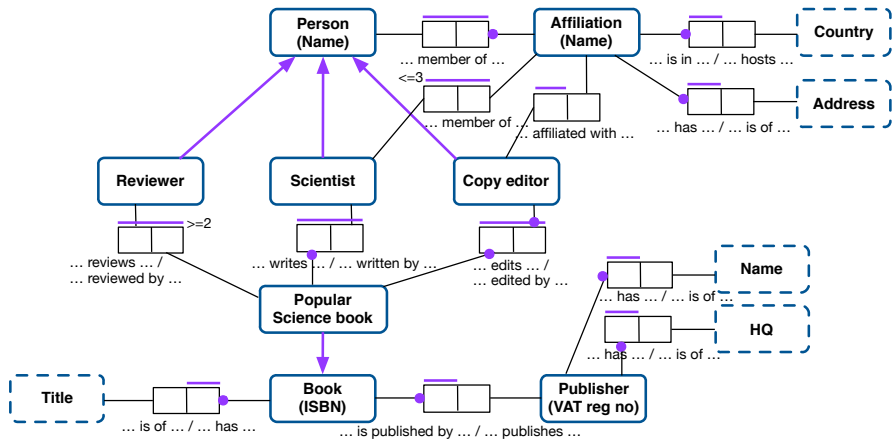 Person
(Name)
Affiliation
(Name)
Country
… member of …
… is in … / … hosts …
<=3
Address
… member of …
… affiliated with …
… has … / … is of …
Reviewer
Scientist
Copy editor
>=2
… reviews … /
… reviewed by …
… writes … / … written by …
… edits … /
… edited by …
Name
… has … / … is of …
Popular
Science book
HQ
… has … / … is of …
Title
Book
(ISBN)
Publisher
(VAT reg no)
… is of … / … has …
… is published by … / … publishes …